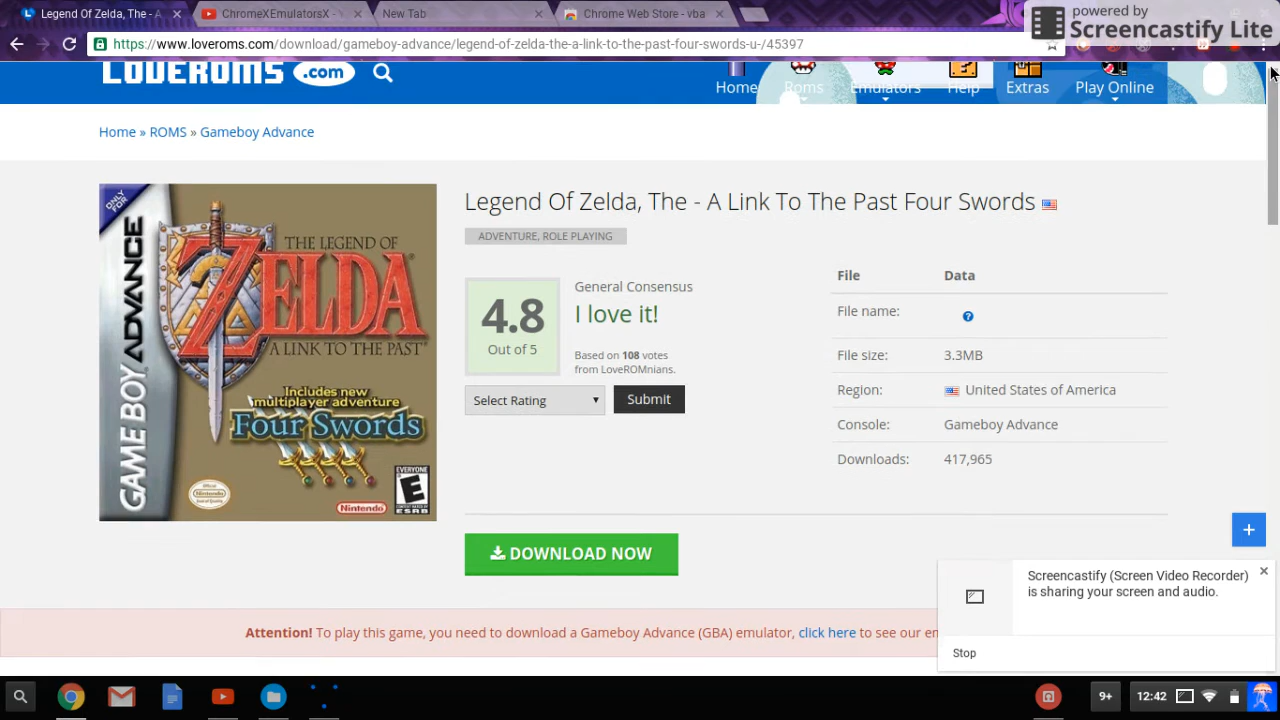 Legend Of Zelda, The - A
ChromeXEmulatorsX -
New Tab
Chrome Web Store - vba
powered by
Screencastify Lite
https://www.loveroms.com/download/gameboy-advance/legend-of-zelda-the-a-link-to-the-past-four-swords-u-/45397
LOVEROMS .com
Home
Roms
Emulators
Help
Extras
Play Online
Home » ROMS » Gameboy Advance
ONLY FOR
GAME BOY ADVANCE
THE LEGEND OF
ZELDA
A LINK TO THE PAST
Includes new
multiplayer adventure
Four Swords
Nintendo
EVERYONE
E
ESRB
Legend Of Zelda, The - A Link To The Past Four Swords
ADVENTURE, ROLE PLAYING
4.8
Out of 5
General Consensus
I love it!
Based on 108 votes
from LoveROMnians.
Select Rating
Submit
File Data
File name: ?
File size: 3.3MB
Region: United States of America
Console: Gameboy Advance
Downloads: 417,965
DOWNLOAD NOW
+
Attention! To play this game, you need to download a Gameboy Advance (GBA) emulator, click here to see our
Screencastify (Screen Video Recorder)
is sharing your screen and audio.
Stop
9+
12:42